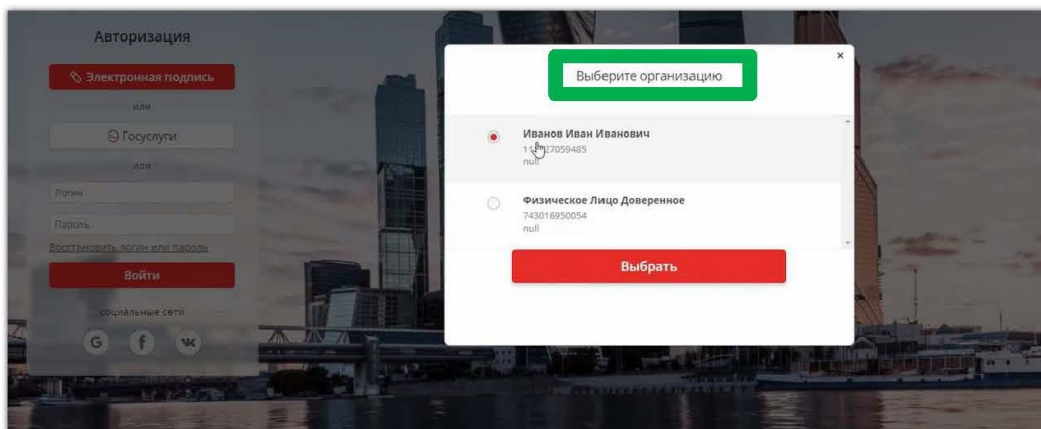 Авторизация
Электронная подпись
или
Госуслуги
или
Логин
Пароль
Восстановить логин или пароль
Войти
социальные сети
G f
Выберите организацию
×
Иванов Иван Иванович
null
Физическое Лицо Доверенное
743016950054
null
Выбрать